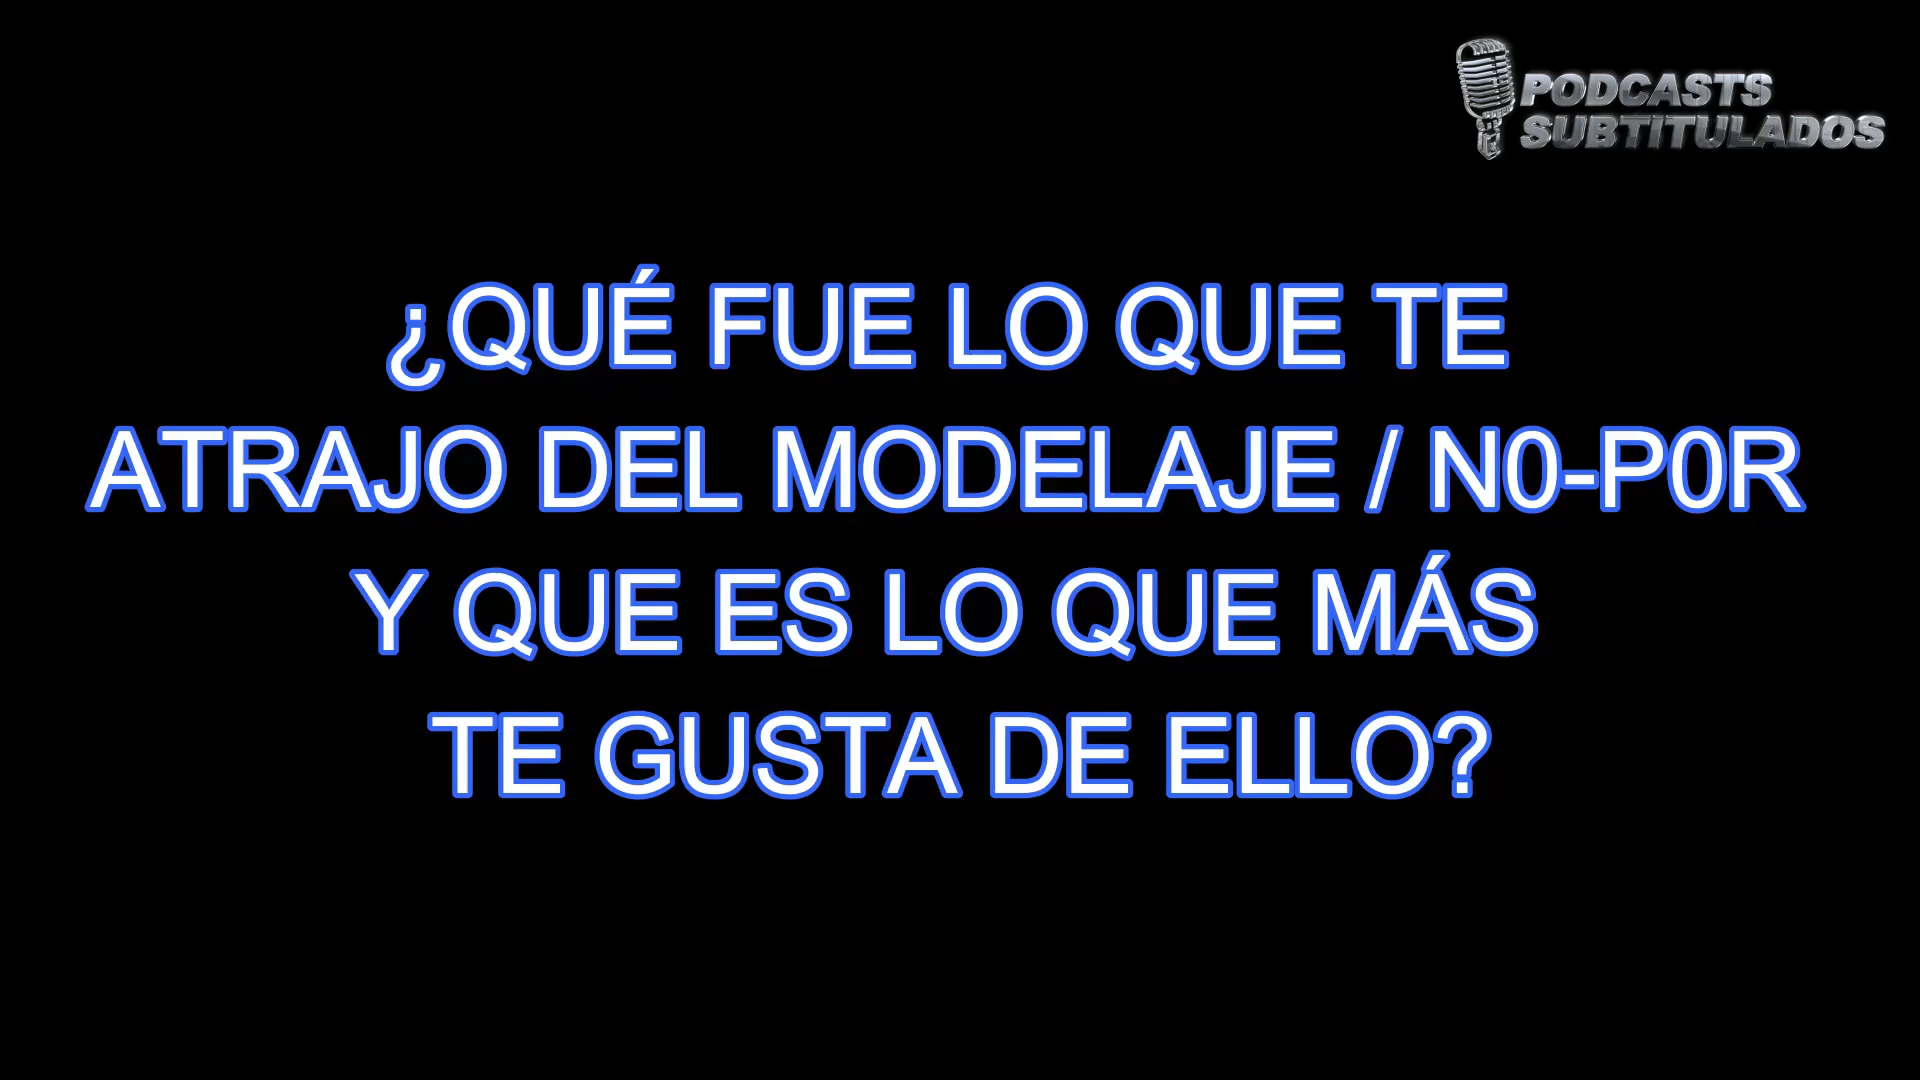 PODCASTS
SUBTITULADOS
¿QUÉ FUE LO QUE TE
ATRAJO DEL MODELAJE / N0-P0R
Y QUE ES LO QUE MÁS
TE GUSTA DE ELLO?